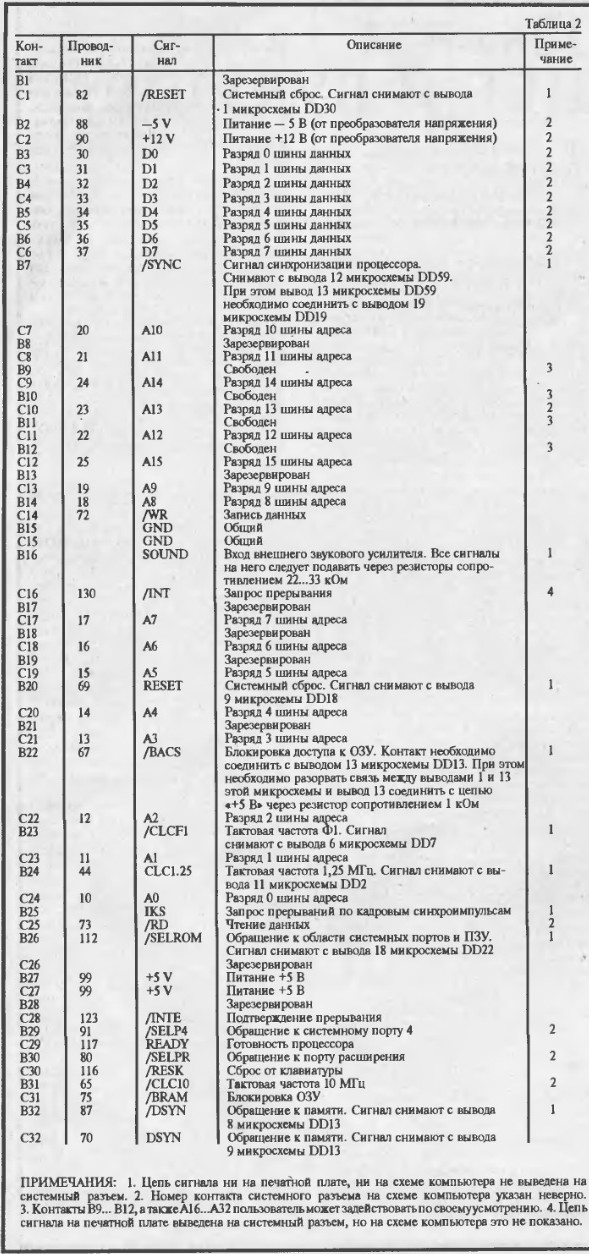 Таблица 2
Кон-такт Провод-ник Сиг-нал Описание Приме-чание
B1 Зарезервирован
C1 82 /RESET Системный сброс. Сигнал снимают с вывода 1
1 микросхемы DD30
B2 88 —5 V Питание — 5 В (от преобразователя напряжения) 2
C2 90 +12 V Питание +12 В (от преобразователя напряжения) 2
B3 30 D0 Разряд 0 шины данных 2
C3 31 D1 Разряд 1 шины данных 2
B4 32 D2 Разряд 2 шины данных 2
C4 33 D3 Разряд 3 шины данных 2
B5 34 D4 Разряд 4 шины данных 2
C5 35 D5 Разряд 5 шины данных 2
B6 36 D6 Разряд 6 шины данных 2
C6 37 D7 Разряд 7 шины данных 2
B7 /SYNC Сигнал синхронизации процессора. 1
Снимают с вывода 12 микросхемы DD59.
При этом вывод 13 микросхемы DD59
необходимо соединить с выводом 19
микросхемы DD19
C7 20 A10 Разряд 10 шины адреса
B8 Зарезервирован
C8 21 A11 Разряд 11 шины адреса
B9 Свободен 3
C9 24 A14 Разряд 14 шины адреса
B10 Свободен 3
C10 23 A13 Разряд 13 шины адреса 2
B11 Свободен 3
C11 22 A12 Разряд 12 шины адреса
B12 Свободен 3
C12 25 A15 Разряд 15 шины адреса
B13 Зарезервирован
C13 19 A9 Разряд 9 шины адреса
B14 18 A8 Разряд 8 шины адреса
C14 72 /WR Запись данных
B15 GND Общий
C15 GND Общий
B16 SOUND Вход внешнего звукового усилителя. Все сигналы 1
на него следует подавать через резисторы сопро-
тивлением 22...33 кОм
C16 130 /INT Запрос прерывания 4
B17 Зарезервирован
C17 17 A7 Разряд 7 шины адреса
B18 Зарезервирован
C18 16 A6 Разряд 6 шины адреса
B19 Зарезервирован
C19 15 A5 Разряд 5 шины адреса
B20 69 RESET Системный сброс. Сигнал снимают с вывода 1
9 микросхемы DD18
C20 14 A4 Разряд 4 шины адреса
B21 Зарезервирован
C21 13 A3 Разряд 3 шины адреса
B22 67 /BACS Блокировка доступа к ОЗУ. Контакт необходимо 1
соединить с выводом 13 микросхемы DD13. При этом
необходимо разорвать связь между выводами 1 и 13
этой микросхемы и вывод 13 соединить с цепью
«+5 В» через резистор сопротивлением 1 кОм
C22 12 A2 Разряд 2 шины адреса
B23 /CLCF1 Тактовая частота Ф1. Сигнал 1
снимают с вывода 6 микросхемы DD7
C23 11 A1 Разряд 1 шины адреса
B24 44 CLC1.25 Тактовая частота 1,25 МГц. Сигнал снимают с вы- 1
вода 11 микросхемы DD2
C24 10 A0 Разряд 0 шины адреса
B25 IKS Запрос прерываний по кадровым синхроимпульсам 1
C25 73 /RD Чтение данных 2
B26 112 /SELROM Обращение к области системных портов и ПЗУ. 1
Сигнал снимают с вывода 18 микросхемы DD22
C26 Зарезервирован
B27 99 +5 V Питание +5 В
C27 99 +5 V Питание +5 В
B28 Зарезервирован
C28 123 /INTE Подтверждение прерывания
B29 91 /SELP4 Обращение к системному порту 4 2
C29 117 READY Готовность процессора
B30 80 /SELPR Обращение к порту расширения 2
C30 116 /RESK Сброс от клавиатуры
B31 65 /CLC10 Тактовая частота 10 МГц 2
C31 75 /BRAM Блокировка ОЗУ
B32 87 /DSYN Обращение к памяти. Сигнал снимают с вывода 1
8 микросхемы DD13
C32 70 DSYN Обращение к памяти. Сигнал снимают с вывода
9 микросхемы DD13
ПРИМЕЧАНИЯ: 1. Цепь сигнала ни на печатной плате, ни на схеме компьютера не выведена на
системный разъем. 2. Номер контакта системного разъема на схеме компьютера указан неверно.
3. Контакты B9... B12, а также A16...A32 пользователь может задействовать по своему усмотрению. 4. Цепь
сигнала на печатной плате выведена на системный разъем, но на схеме компьютера это не показано.